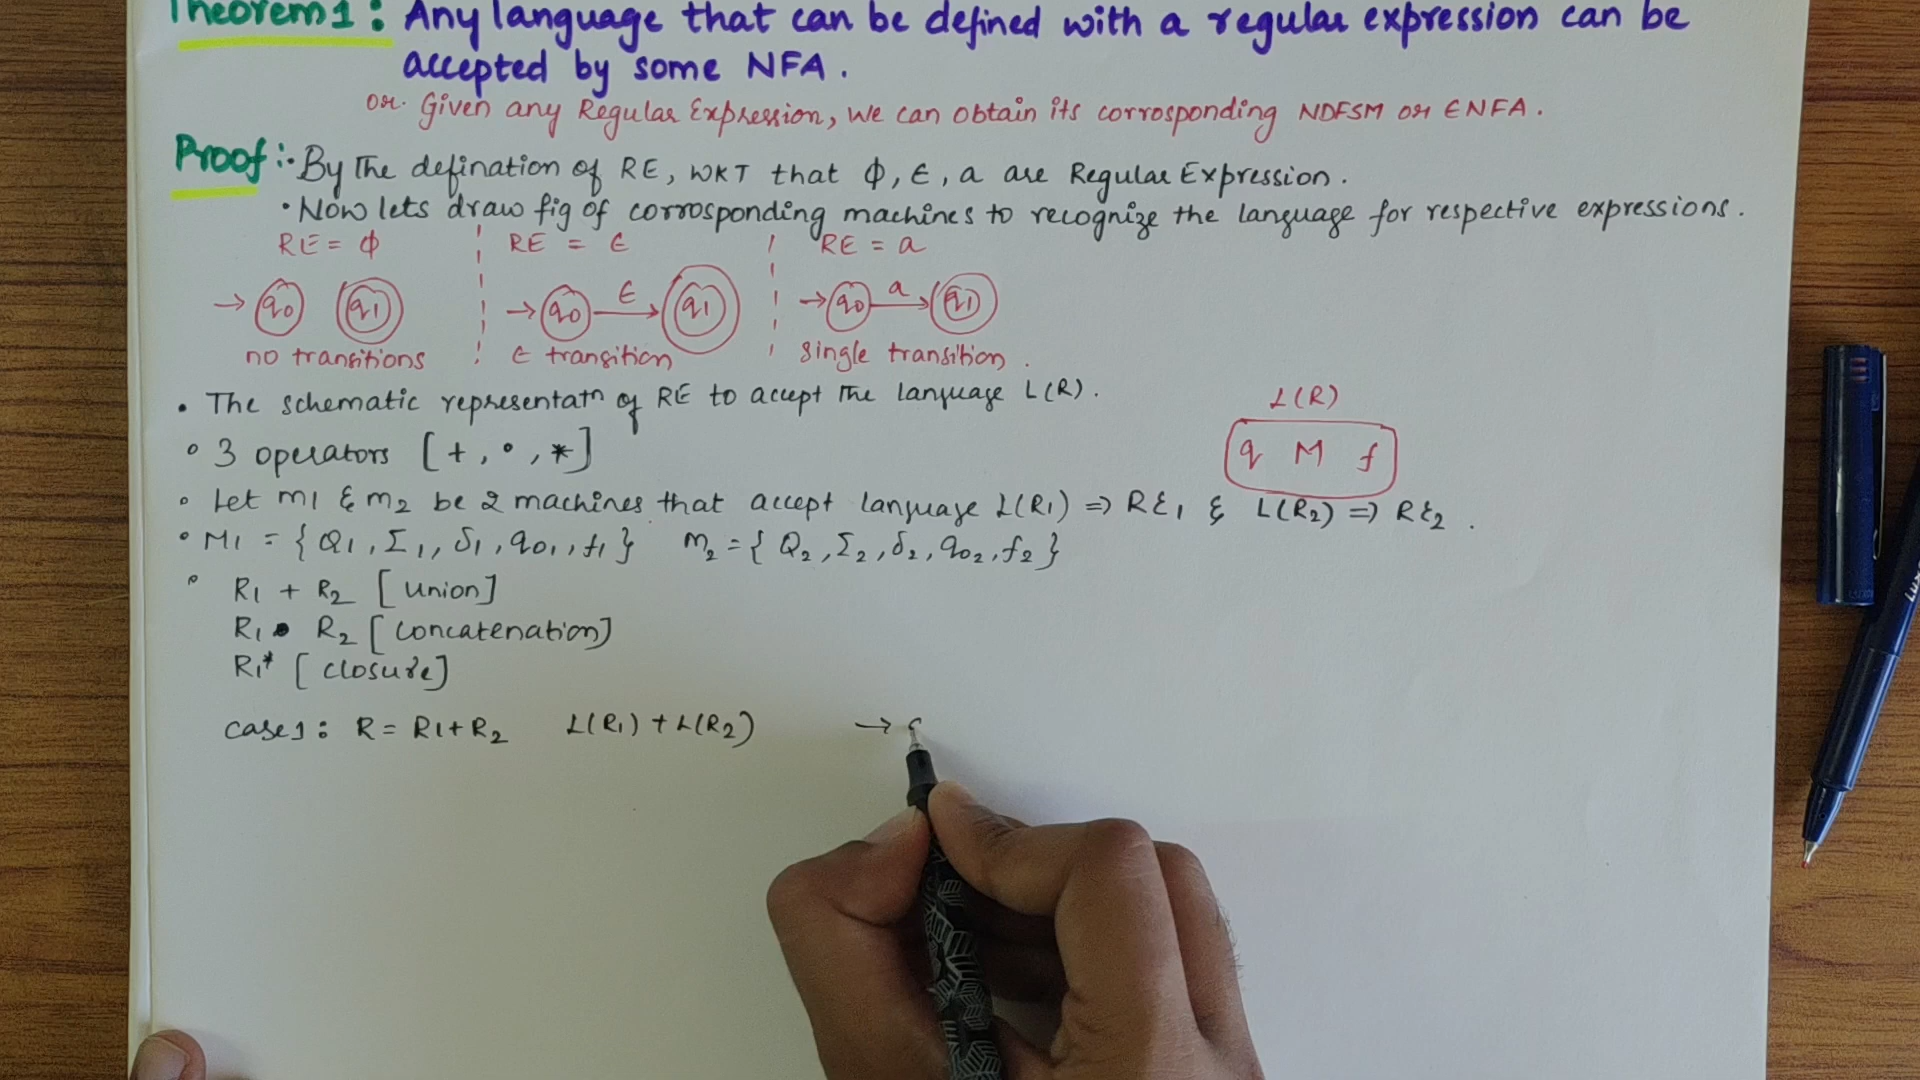 Theorem 1 : Any language that can be defined with a regular expression can be
accepted by some NFA .
or. Given any Regular Expression, We can obtain its corrosponding NDFSM or ЄNFA .
Proof :· By The defination of RE, WKT that ϕ, Є, a are Regular Expression .
· Now lets draw fig of corrosponding machines to recognize the language for respective expressions .
RE = ϕ RE = Є RE = a
→ q0 q1 → q0 Є q1 → q0 a q1
no transitions Є transition single transition .
• The schematic representatn of RE to accept The language L(R) .
L(R)
q M f
• 3 operators [+, •, *]
• Let m1 & m2 be 2 machines that accept language L(R1) ⇒ RE1 & L(R2) ⇒ RE2 .
• M1 = { Q1, Σ1, δ1, q01, f1 } M2 = { Q2, Σ2, δ2, q02, f2 }
• R1 + R2 [ Union ]
R1 • R2 [ Concatenation ]
R1* [ closure ]
case 1 : R = R1 + R2 L(R1) + L(R2) →